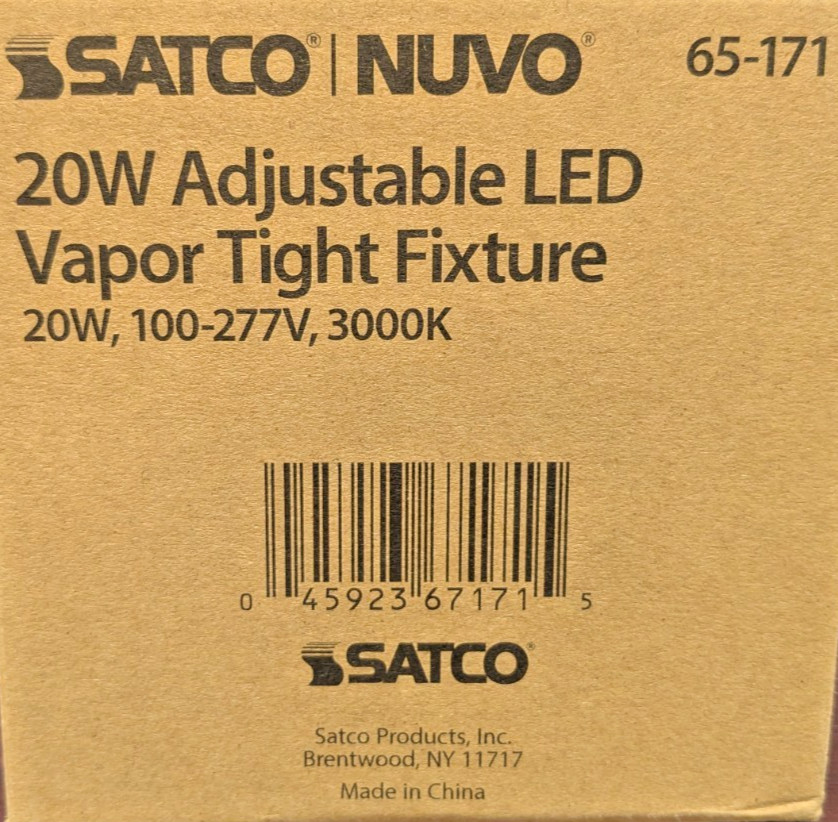 SATCO® | NUVO® 65-171
20W Adjustable LED
Vapor Tight Fixture
20W, 100-277V, 3000K
0 45923 67171 5
SATCO®
Satco Products, Inc.
Brentwood, NY 11717
Made in China